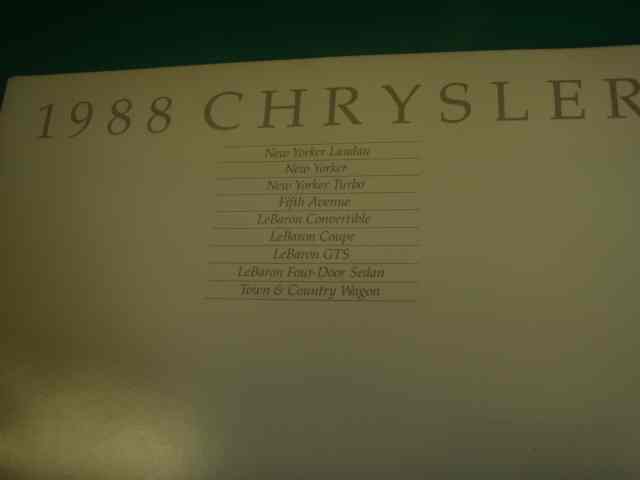 1988 CHRYSLER
New Yorker Landau
New Yorker
New Yorker Turbo
Fifth Avenue
LeBaron Convertible
LeBaron Coupe
LeBaron GTS
LeBaron Four-Door Sedan
Town & Country Wagon